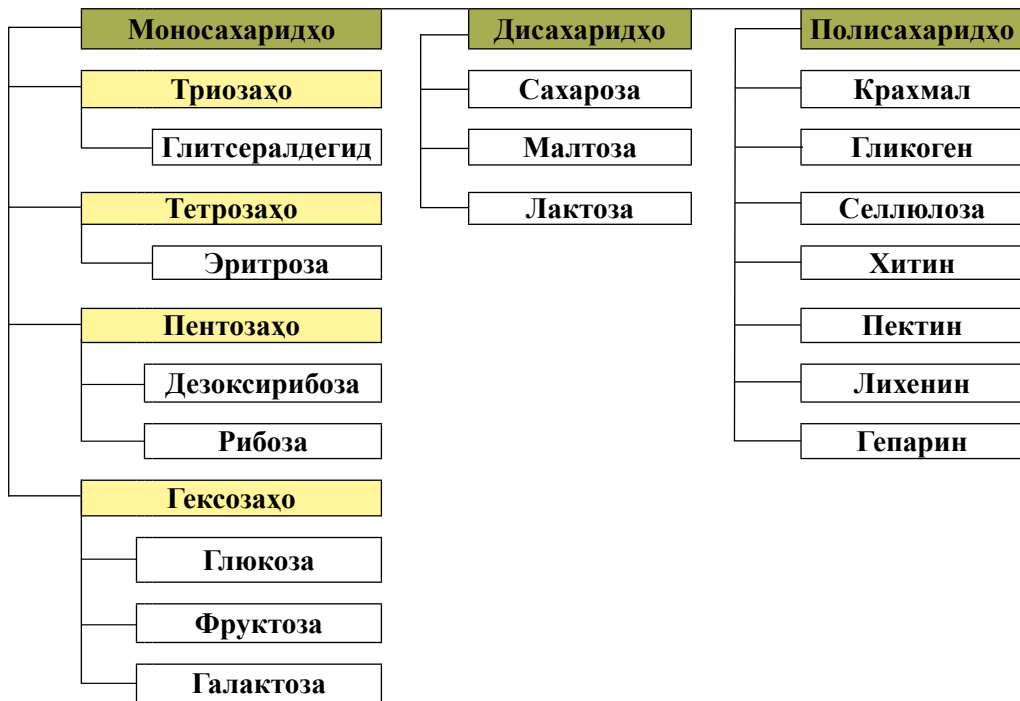 Моносахаридҳо
Триозаҳо
Глитсералдегид
Тетрозаҳо
Эритроза
Пентозаҳо
Дезоксирибоза
Рибоза
Гексозаҳо
Глюкоза
Фруктоза
Галактоза
Дисахаридҳо
Сахароза
Малтоза
Лактоза
Полисахаридҳо
Крахмал
Гликоген
Селлюлоза
Хитин
Пектин
Лихенин
Гепарин